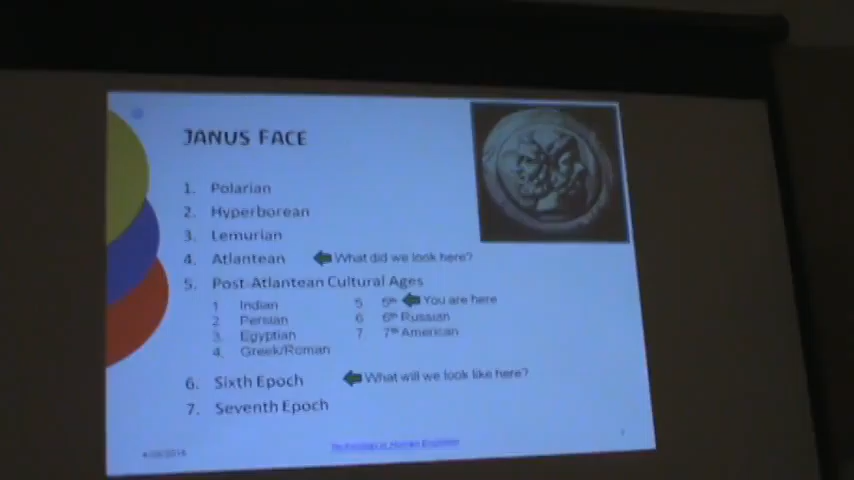 JANUS FACE
1. Polarian
2. Hyperborean
3. Lemurian
4. Atlantean What did we look here?
5. Post-Atlantean Cultural Ages
1 Indian 5 5th You are here
2 Persian 6 6th Russian
3. Egyptian 7 7th American
4. Greek/Roman
6. Sixth Epoch What will we look like here?
7. Seventh Epoch